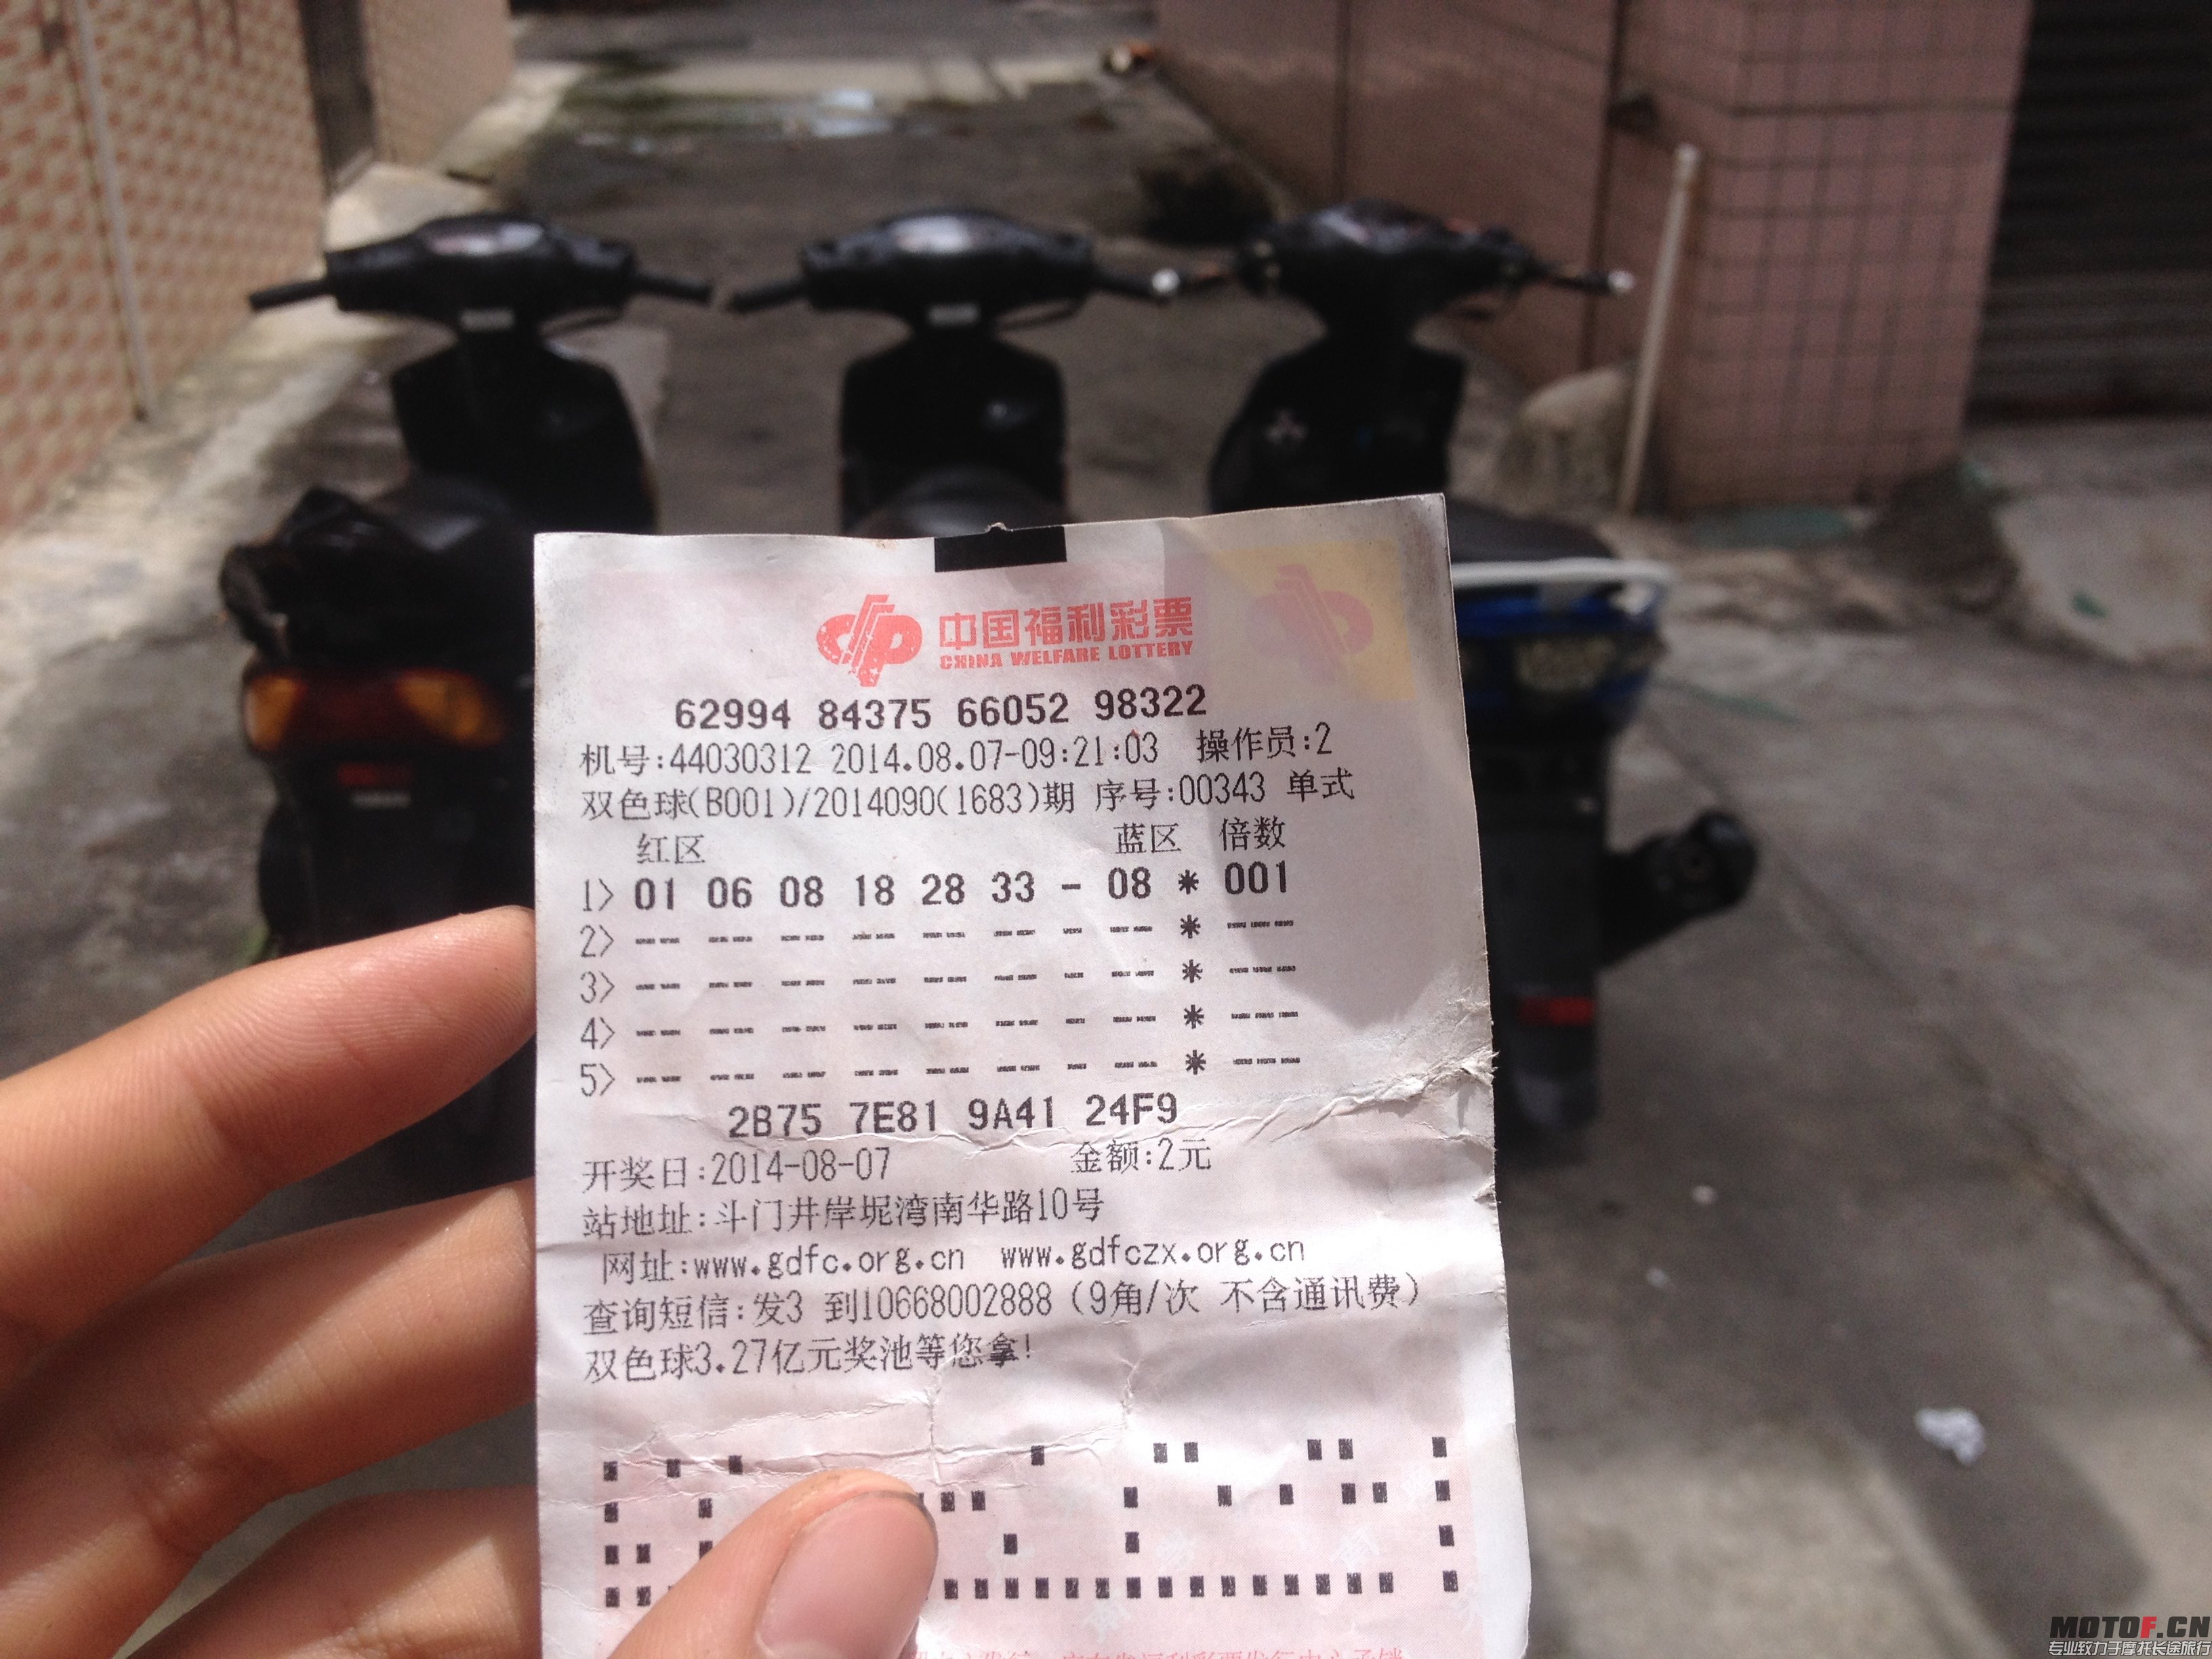 中国福利彩票
CHINA WELFARE LOTTERY
62994 84375 66052 98322
机号:44030312 2014.08.07-09:21:03 操作员:2
双色球(B001)/2014090(1683)期 序号:00343 单式
红区 蓝区 倍数
1> 01 06 08 18 28 33 - 08 * 001
2> -- -- -- -- -- -- - -- * ---
3> -- -- -- -- -- -- - -- * ---
4> -- -- -- -- -- -- - -- * ---
5> -- -- -- -- -- -- - -- * ---
2B75 7E81 9A41 24F9
开奖日:2014-08-07 金额:2元
站地址:斗门井岸坭湾南华路10号
网址:www.gdfc.org.cn www.gdfczx.org.cn
查询短信:发3 到10668002888(9角/次 不含通讯费)
双色球3.27亿元奖池等您拿!
MOTOF.CN
专业致力于摩托长途旅行